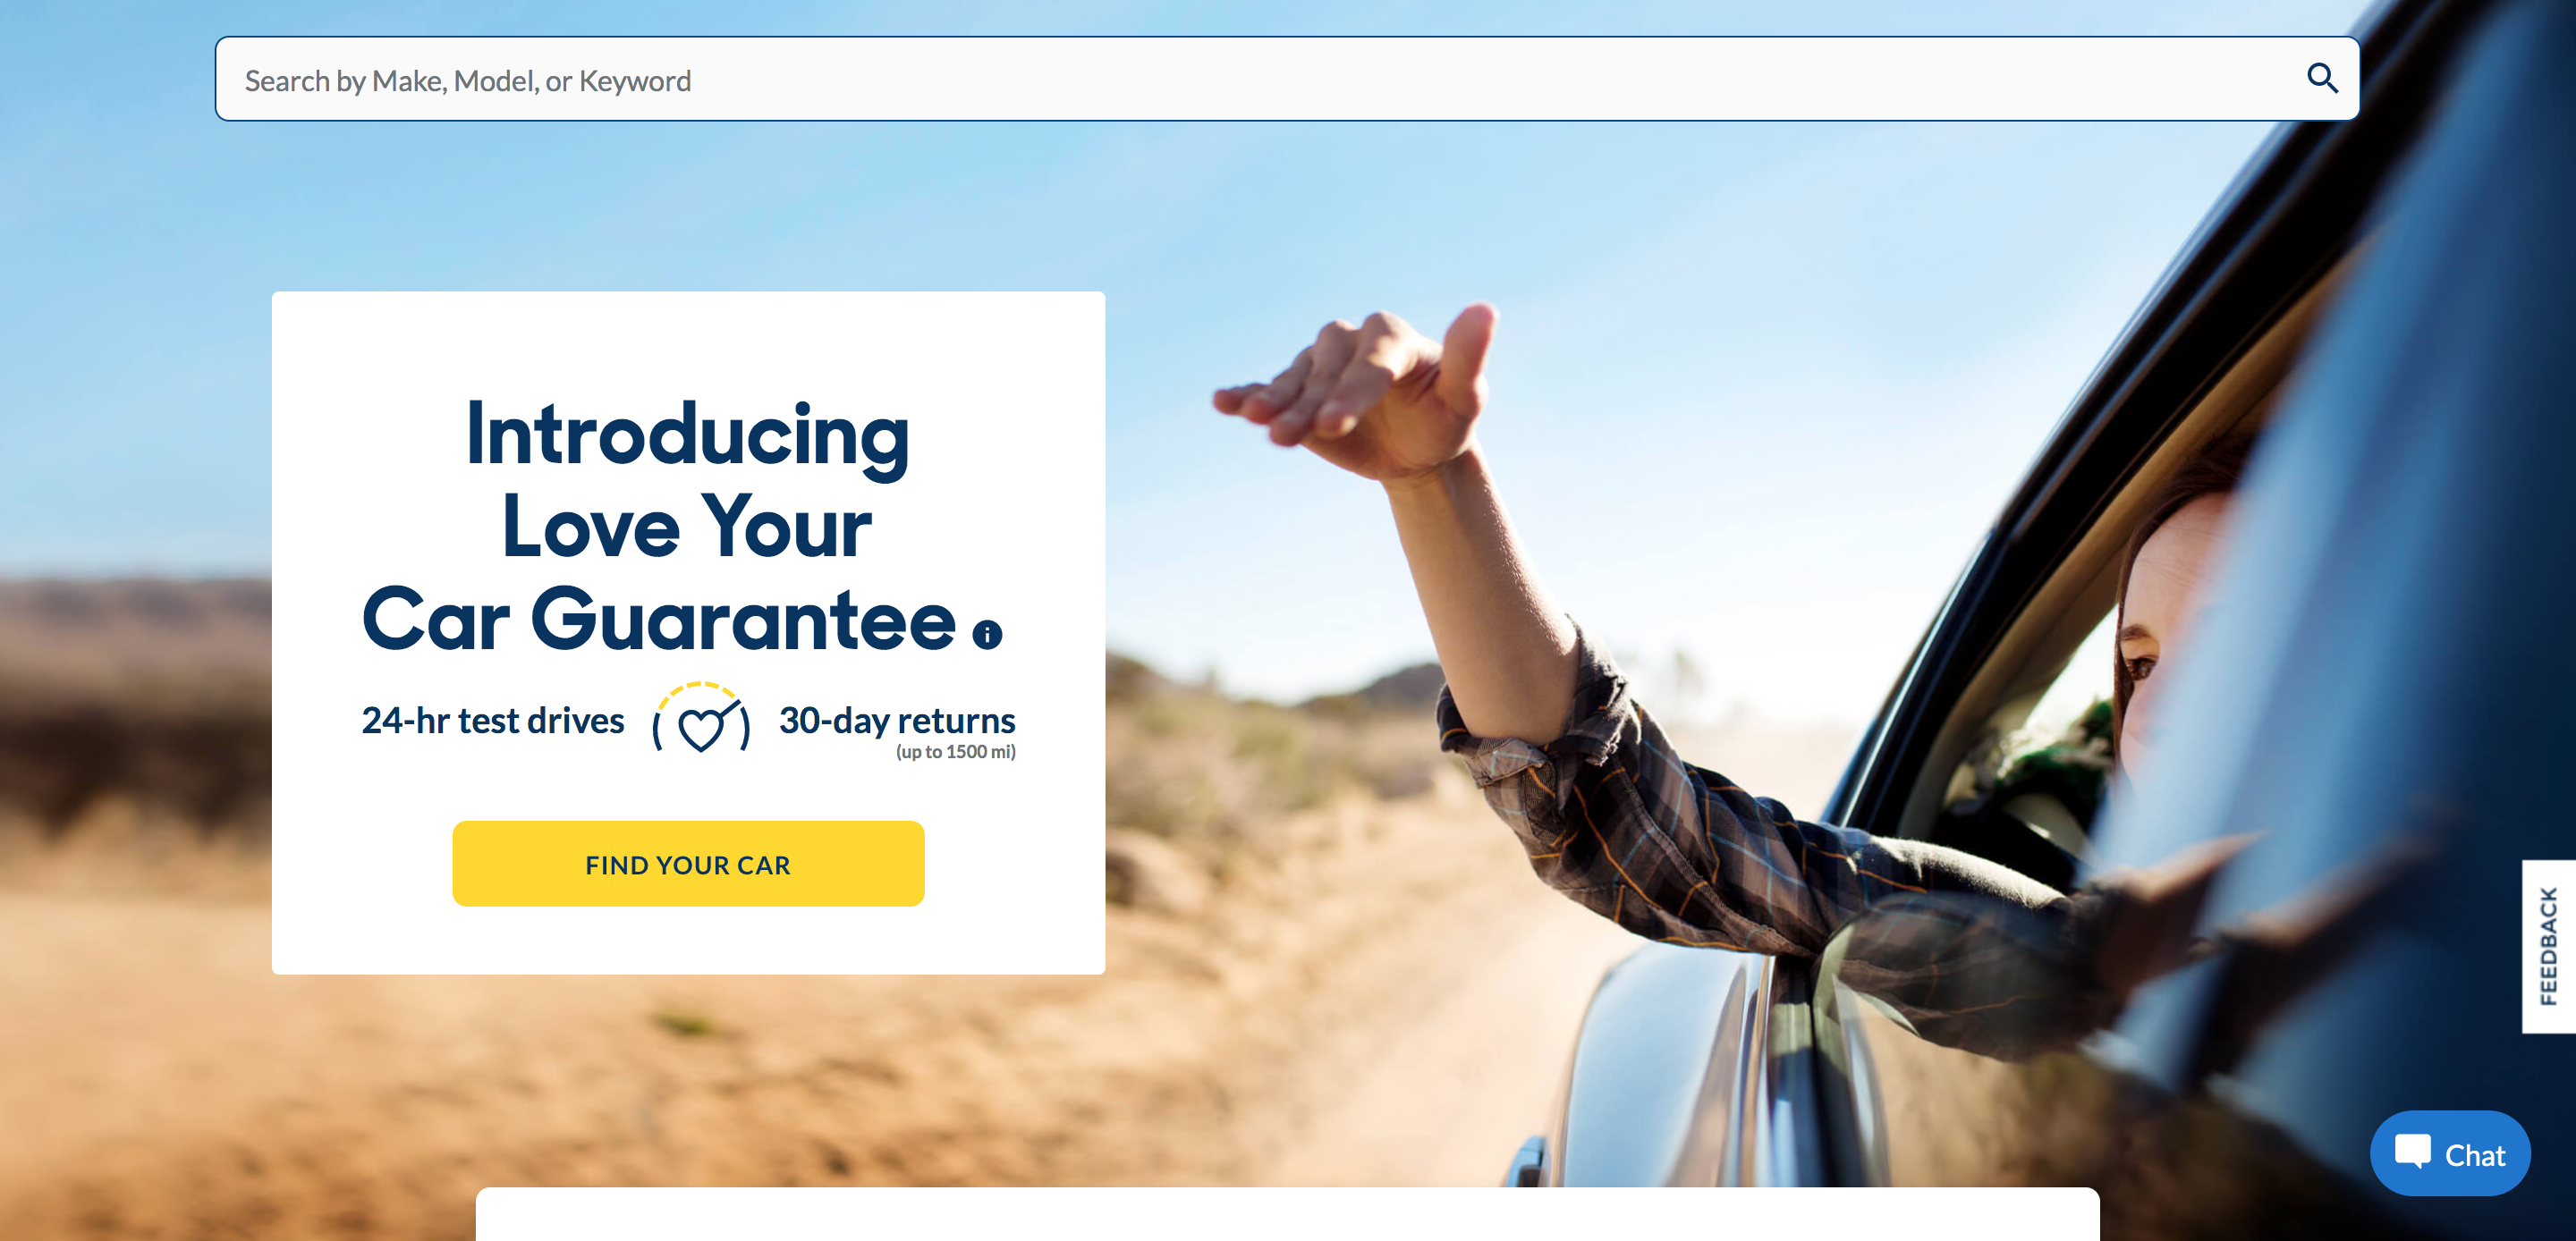 Search by Make, Model, or Keyword
Introducing
Love Your
Car Guarantee
24-hr test drives
30-day returns
(up to 1500 mi)
FIND YOUR CAR
FEEDBACK
Chat